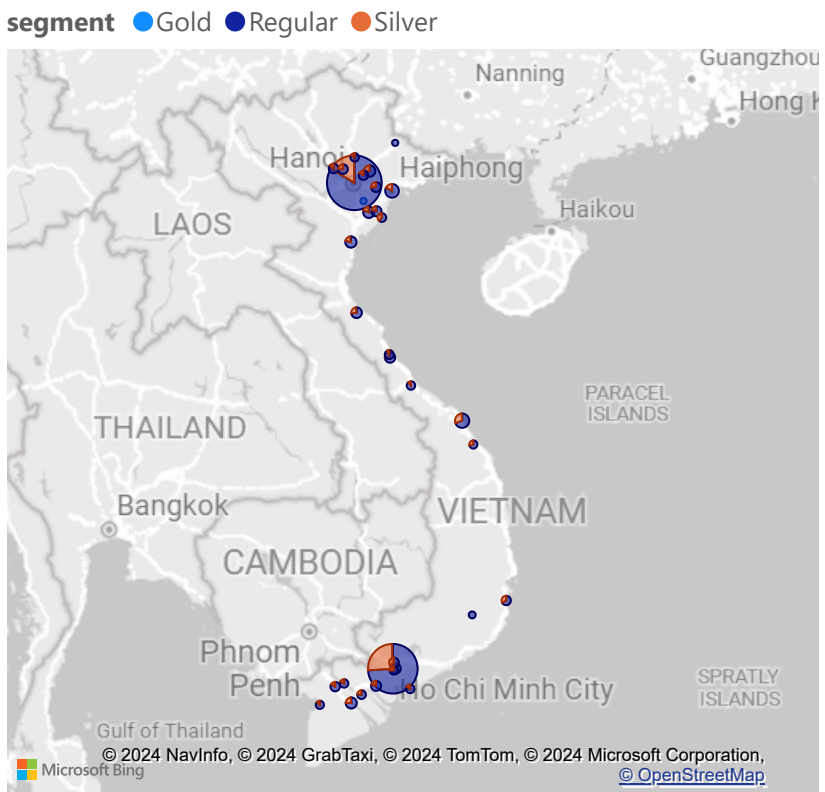 segment Gold Regular Silver
Guangzhou
Nanning
Hong K
Hanoi
Haiphong
LAOS
Haikou
PARACEL
ISLANDS
THAILAND
Bangkok
VIETNAM
CAMBODIA
Phnom
Penh
Ho Chi Minh City
SPRATLY
ISLANDS
Gulf of Thailand
© 2024 NavInfo, © 2024 GrabTaxi, © 2024 TomTom, © 2024 Microsoft Corporation,
Microsoft Bing
© OpenStreetMap